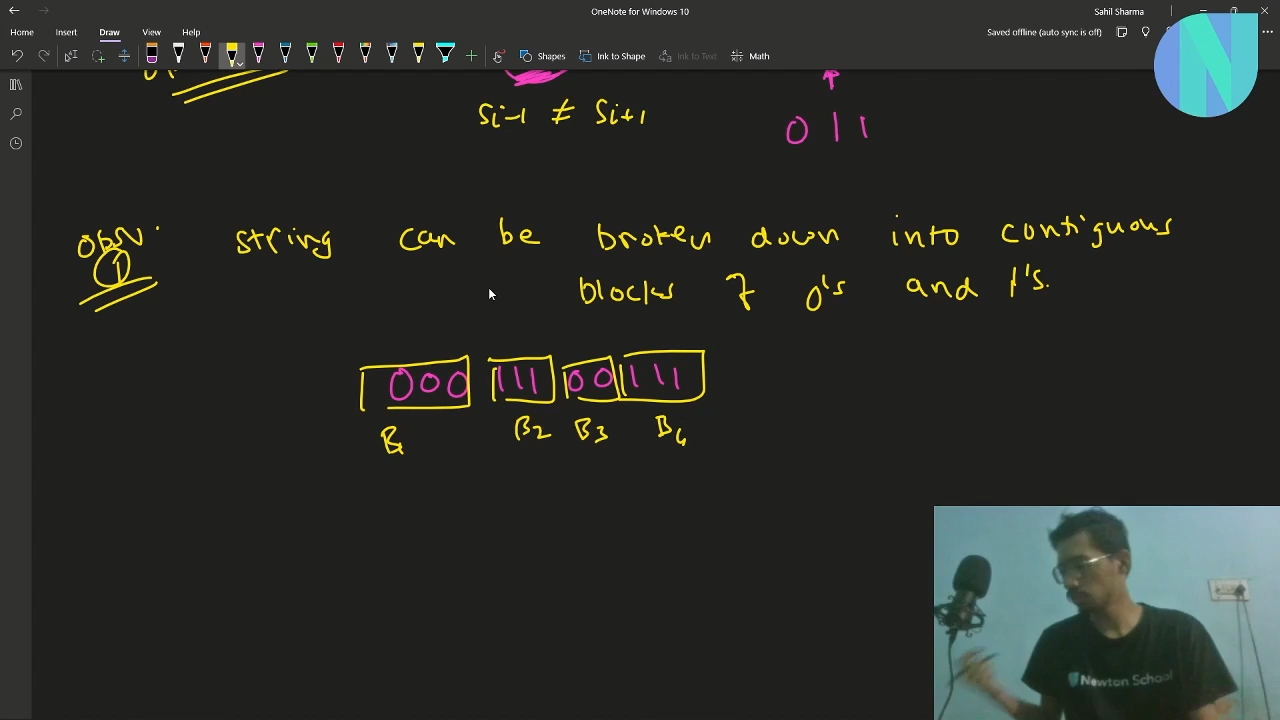 OneNote for Windows 10
Sahil Sharma
Home Insert Draw View Help
Saved offline (auto sync is off)
Shapes Ink to Shape Ink to Text Math
Si-1 ≠ Si+1
0 1 1
Obsv. string can be broken down into contiguous
1 blocks of 0's and 1's.
000 111 00 111
B1 B2 B3 B4
Newton School